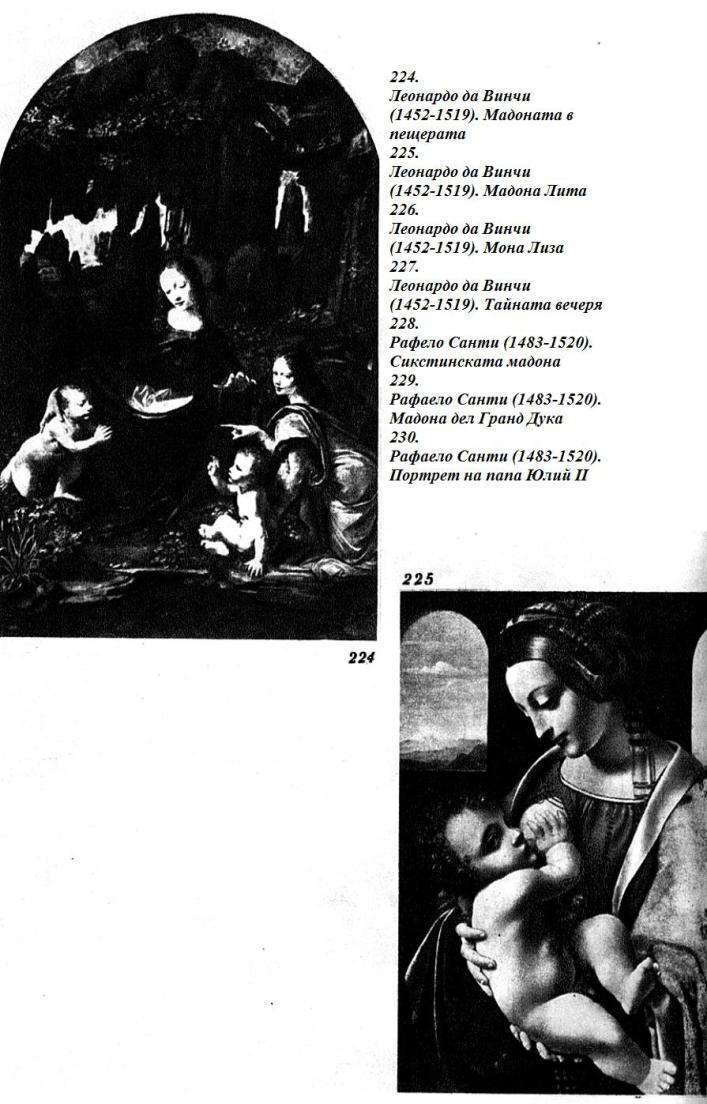 224.
Леонардо да Винчи
(1452-1519). Мадоната в
пещерата
225.
Леонардо да Винчи
(1452-1519). Мадона Лита
226.
Леонардо да Винчи
(1452-1519). Мона Лиза
227.
Леонардо да Винчи
(1452-1519). Тайната вечеря
228.
Рафело Санти (1483-1520).
Сикстинската мадона
229.
Рафаело Санти (1483-1520).
Мадона дел Гранд Дука
230.
Рафаело Санти (1483-1520).
Портрет на папа Юлий II
224
225